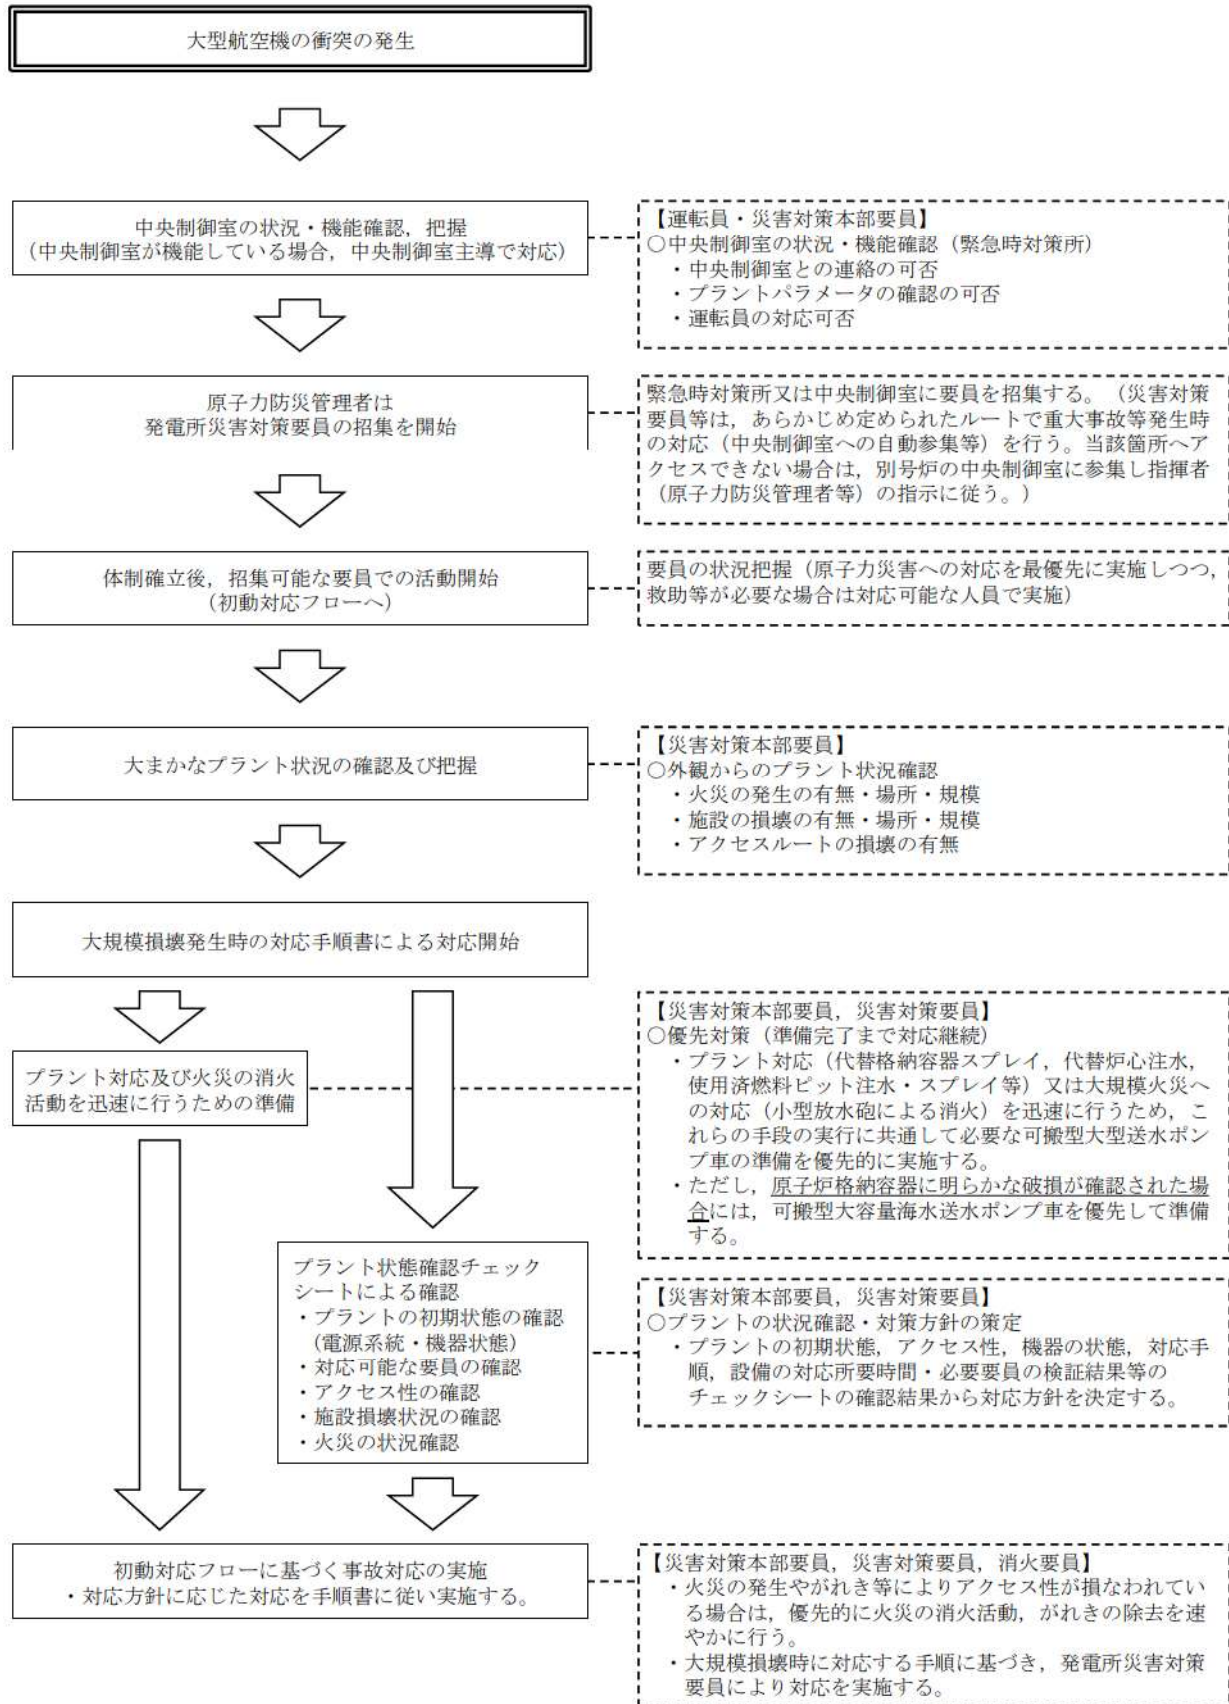 大型航空機の衝突の発生
中央制御室の状況・機能確認，把握
（中央制御室が機能している場合，中央制御室主導で対応）
【運転員・災害対策本部要員】
○中央制御室の状況・機能確認（緊急時対策所）
・中央制御室との連絡の可否
・プラントパラメータの確認の可否
・運転員の対応可否
原子力防災管理者は
発電所災害対策要員の招集を開始
緊急時対策所又は中央制御室に要員を招集する。（災害対策
要員等は，あらかじめ定められたルートで重大事故等発生時
の対応（中央制御室への自動参集等）を行う。当該箇所へア
クセスできない場合は，別号炉の中央制御室に参集し指揮者
（原子力防災管理者等）の指示に従う。）
体制確立後，招集可能な要員での活動開始
（初動対応フローへ）
要員の状況把握（原子力災害への対応を最優先に実施しつつ，
救助等が必要な場合は対応可能な人員で実施）
大まかなプラント状況の確認及び把握
【災害対策本部要員】
○外観からのプラント状況確認
・火災の発生の有無・場所・規模
・施設の損壊の有無・場所・規模
・アクセスルートの損壊の有無
大規模損壊発生時の対応手順書による対応開始
プラント対応及び火災の消火
活動を迅速に行うための準備
【災害対策本部要員，災害対策要員】
○優先対策（準備完了まで対応継続）
・プラント対応（代替格納容器スプレイ，代替炉心注水，
使用済燃料ピット注水・スプレイ等）又は大規模火災へ
の対応（小型放水砲による消火）を迅速に行うため，こ
れらの手段の実行に共通して必要な可搬型大型送水ポン
プ車の準備を優先的に実施する。
・ただし，原子炉格納容器に明らかな破損が確認された場
合には，可搬型大容量海水送水ポンプ車を優先して準備
する。
プラント状態確認チェック
シートによる確認
・プラントの初期状態の確認
（電源系統・機器状態）
・対応可能な要員の確認
・アクセス性の確認
・施設損壊状況の確認
・火災の状況確認
【災害対策本部要員，災害対策要員】
○プラントの状況確認・対策方針の策定
・プラントの初期状態，アクセス性，機器の状態，対応手
順，設備の対応所要時間・必要要員の検証結果等の
チェックシートの確認結果から対応方針を決定する。
初動対応フローに基づく事故対応の実施
・対応方針に応じた対応を手順書に従い実施する。
【災害対策本部要員，災害対策要員，消火要員】
・火災の発生やがれき等によりアクセス性が損なわれてい
る場合は，優先的に火災の消火活動，がれきの除去を速
やかに行う。
・大規模損壊時に対応する手順に基づき，発電所災害対策
要員により対応を実施する。